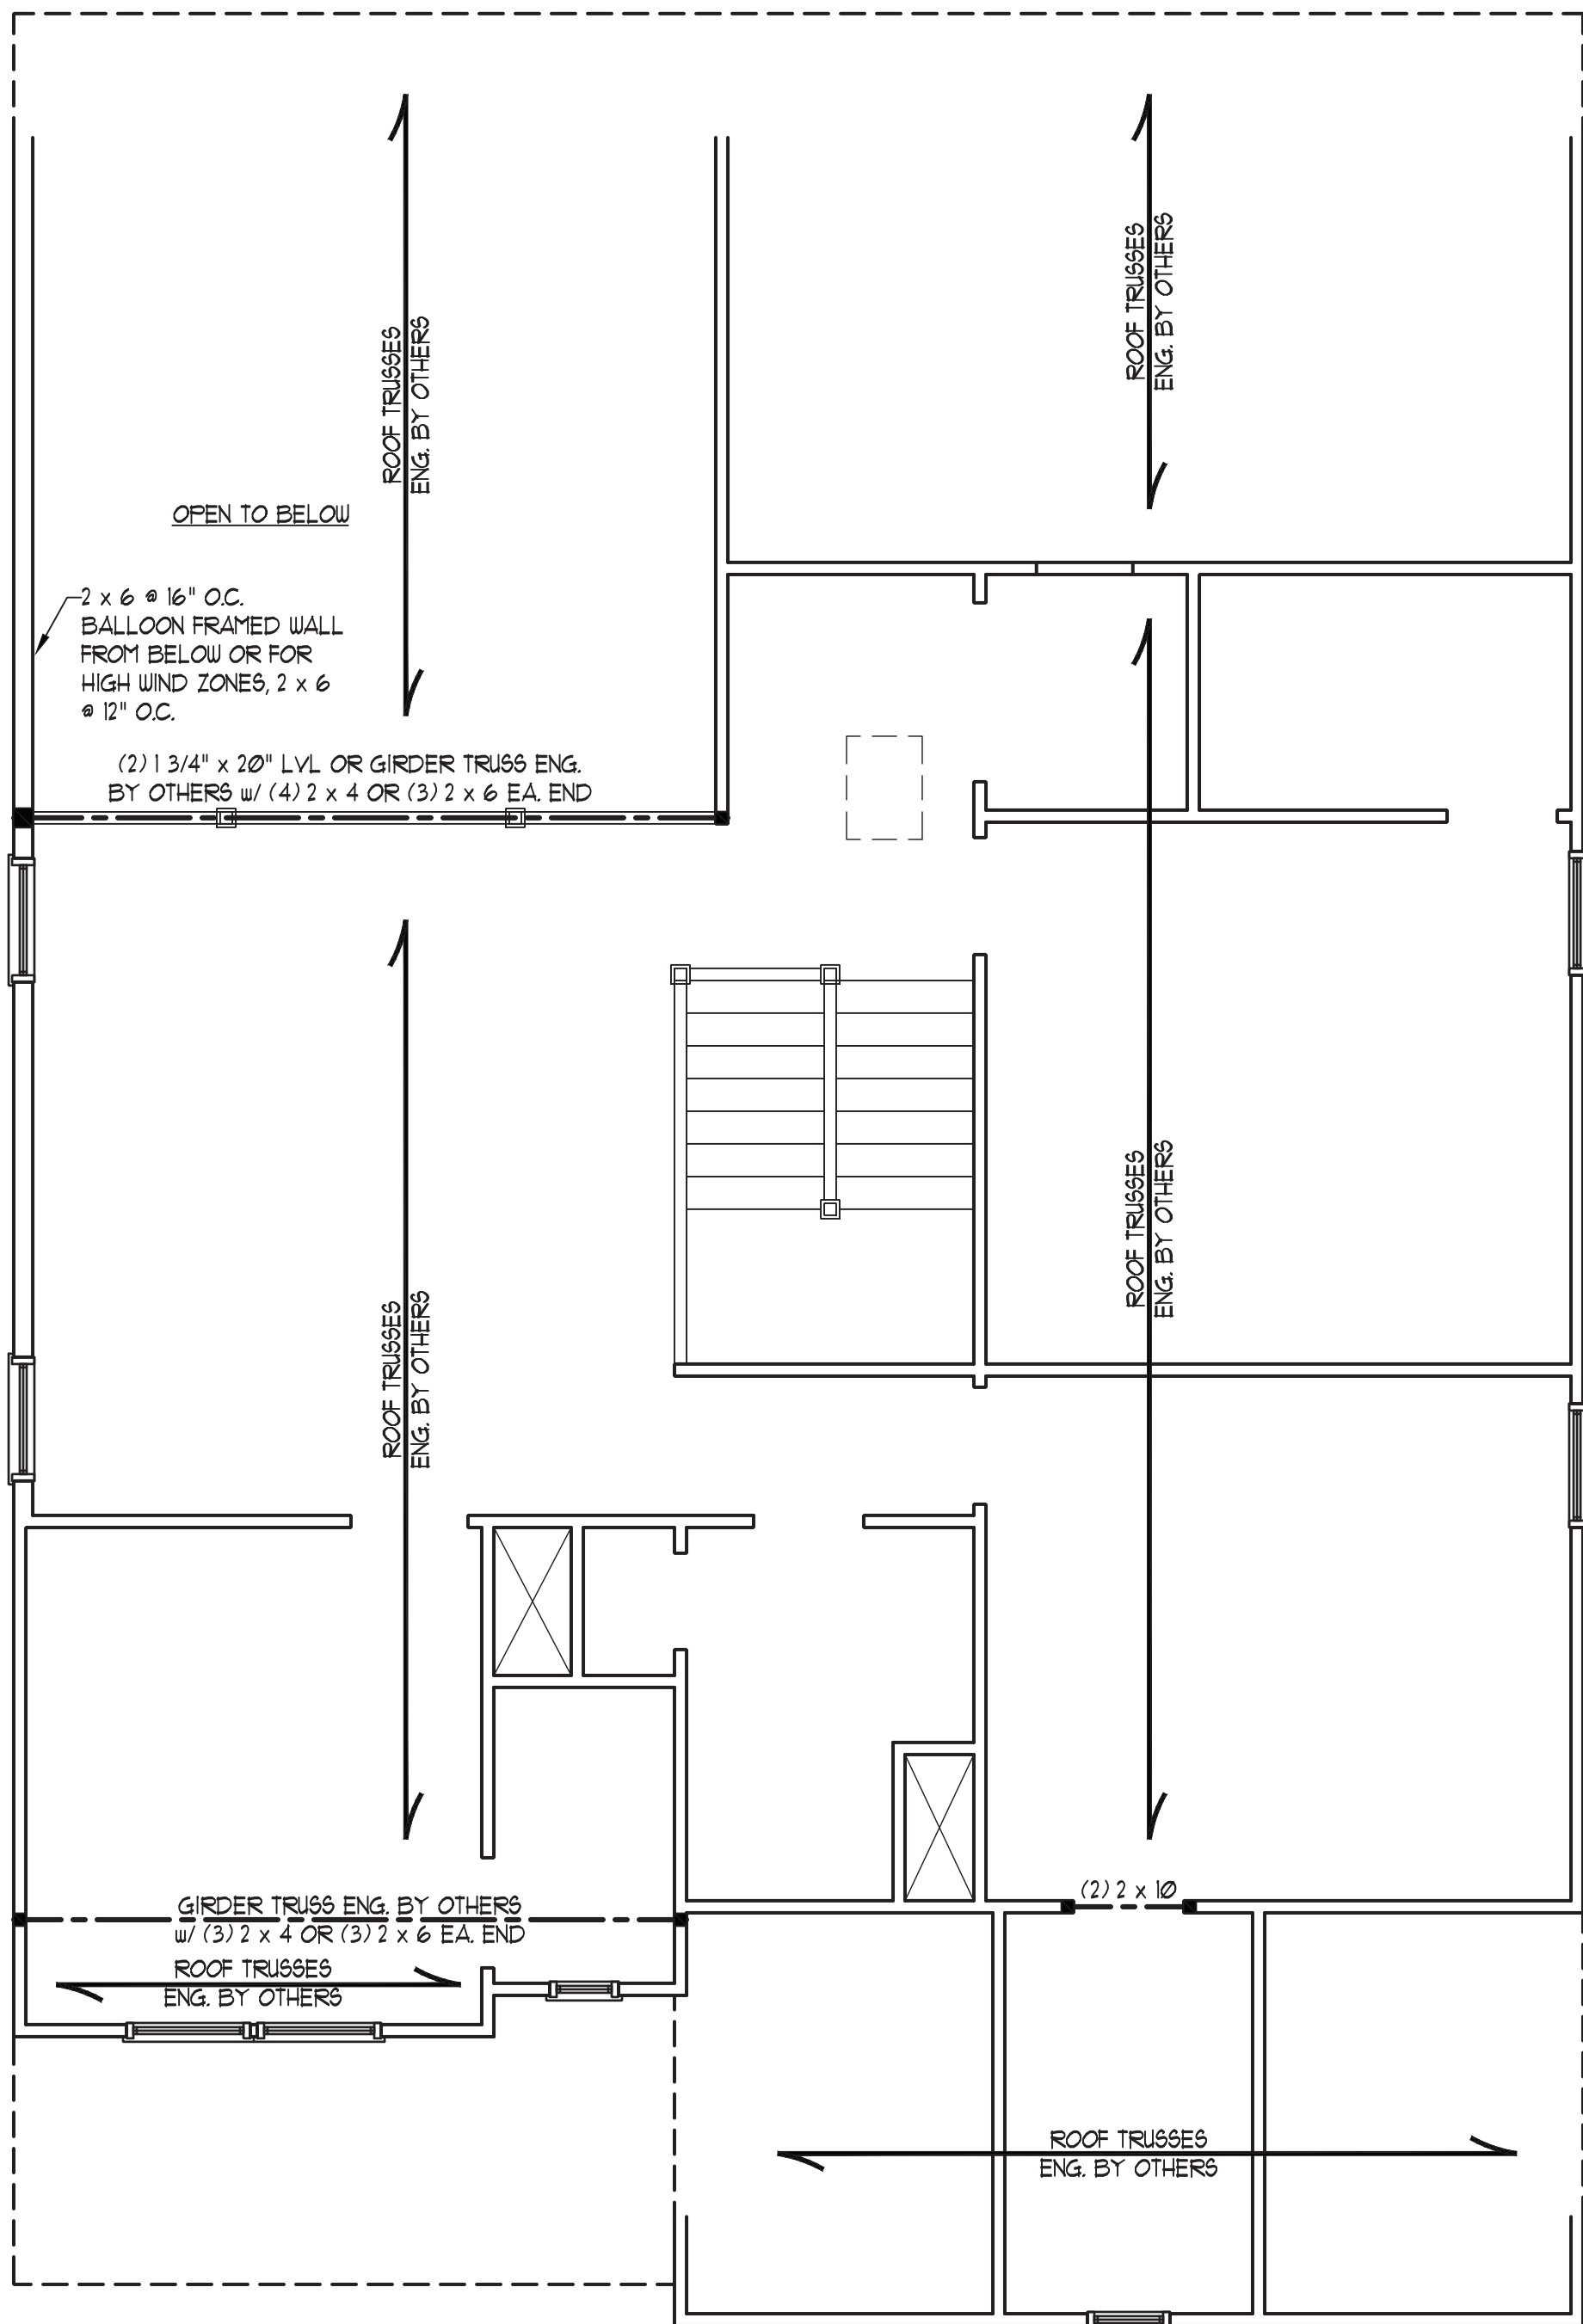 ROOF TRUSSES
ENG. BY OTHERS
ROOF TRUSSES
ENG. BY OTHERS
OPEN TO BELOW
2 x 6 @ 16" O.C.
BALLOON FRAMED WALL
FROM BELOW OR FOR
HIGH WIND ZONES, 2 x 6
@ 12" O.C.
(2) 1 3/4" x 20" LVL OR GIRDER TRUSS ENG.
BY OTHERS w/ (4) 2 x 4 OR (3) 2 x 6 EA. END
ROOF TRUSSES
ENG. BY OTHERS
ROOF TRUSSES
ENG. BY OTHERS
(2) 2 x 10
GIRDER TRUSS ENG. BY OTHERS
w/ (3) 2 x 4 OR (3) 2 x 6 EA. END
ROOF TRUSSES
ENG. BY OTHERS
ROOF TRUSSES
ENG. BY OTHERS